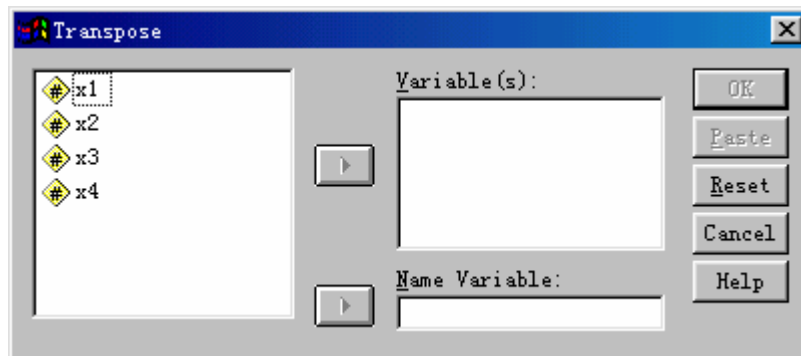 Transpose
x1
x2
x3
x4
Variable(s):
Name Variable:
OK
Paste
Reset
Cancel
Help